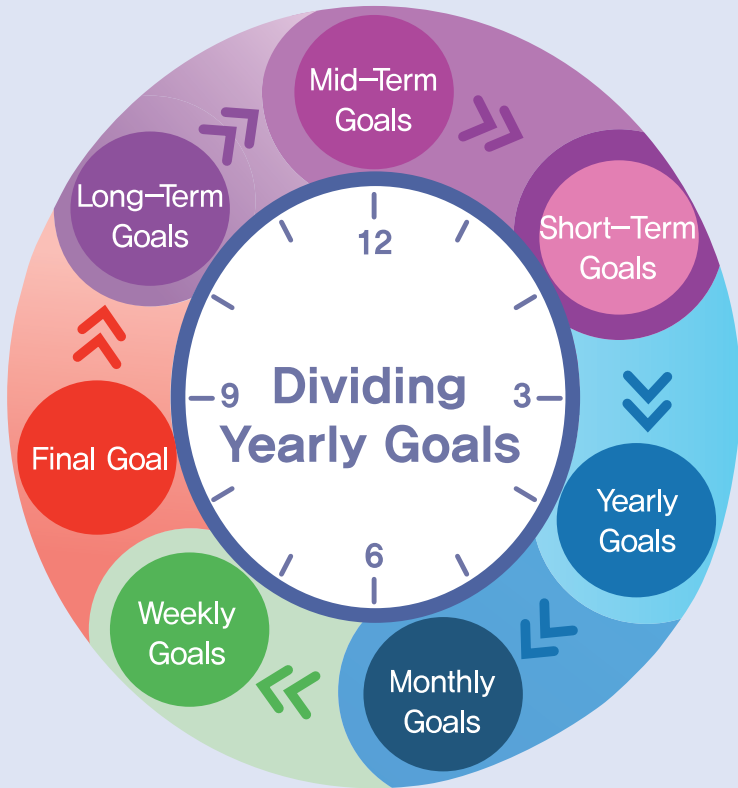 Mid-Term
Goals
Short-Term
Goals
Yearly
Goals
Monthly
Goals
Weekly
Goals
Final Goal
Long-Term
Goals
12
3
6
9
Dividing
Yearly Goals